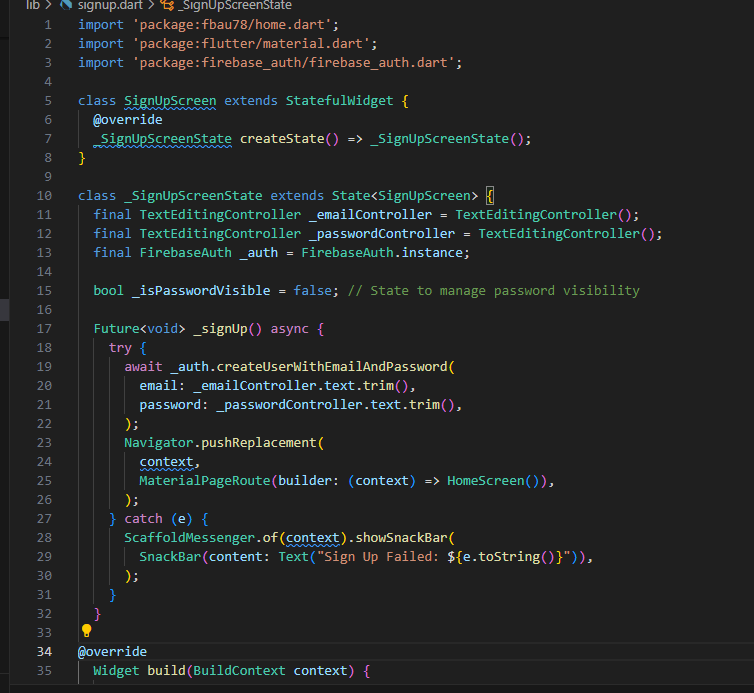 lib > signup.dart > _SignUpScreenState
1 import 'package:fbau78/home.dart';
2 import 'package:flutter/material.dart';
3 import 'package:firebase_auth/firebase_auth.dart';
4
5 class SignUpScreen extends StatefulWidget {
6   @override
7   _SignUpScreenState createState() => _SignUpScreenState();
8 }
9
10 class _SignUpScreenState extends State<SignUpScreen> {
11   final TextEditingController _emailController = TextEditingController();
12   final TextEditingController _passwordController = TextEditingController();
13   final FirebaseAuth _auth = FirebaseAuth.instance;
14
15   bool _isPasswordVisible = false; // State to manage password visibility
16
17   Future<void> _signUp() async {
18     try {
19       await _auth.createUserWithEmailAndPassword(
20         email: _emailController.text.trim(),
21         password: _passwordController.text.trim(),
22       );
23       Navigator.pushReplacement(
24         context,
25         MaterialPageRoute(builder: (context) => HomeScreen()),
26       );
27     } catch (e) {
28       ScaffoldMessenger.of(context).showSnackBar(
29         SnackBar(content: Text("Sign Up Failed: ${e.toString()}")),
30       );
31     }
32   }
33
34 @override
35   Widget build(BuildContext context) {